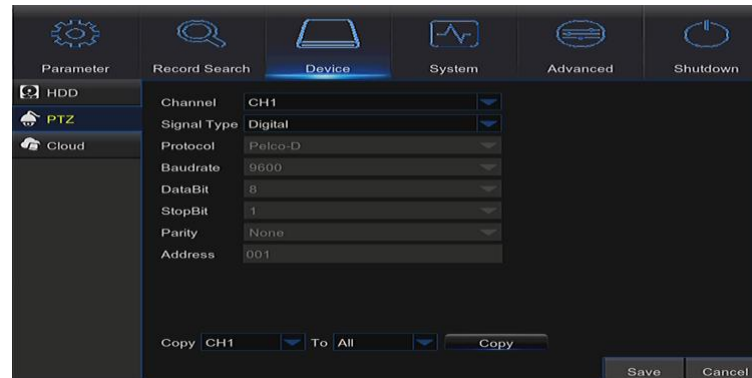 Parameter Record Search Device System Advanced Shutdown
HDD
PTZ
Cloud
Channel CH1
Signal Type Digital
Protocol Pelco-D
Baudrate 9600
DataBit 8
StopBit 1
Parity None
Address 001
Copy CH1 To All Copy
Save Cancel